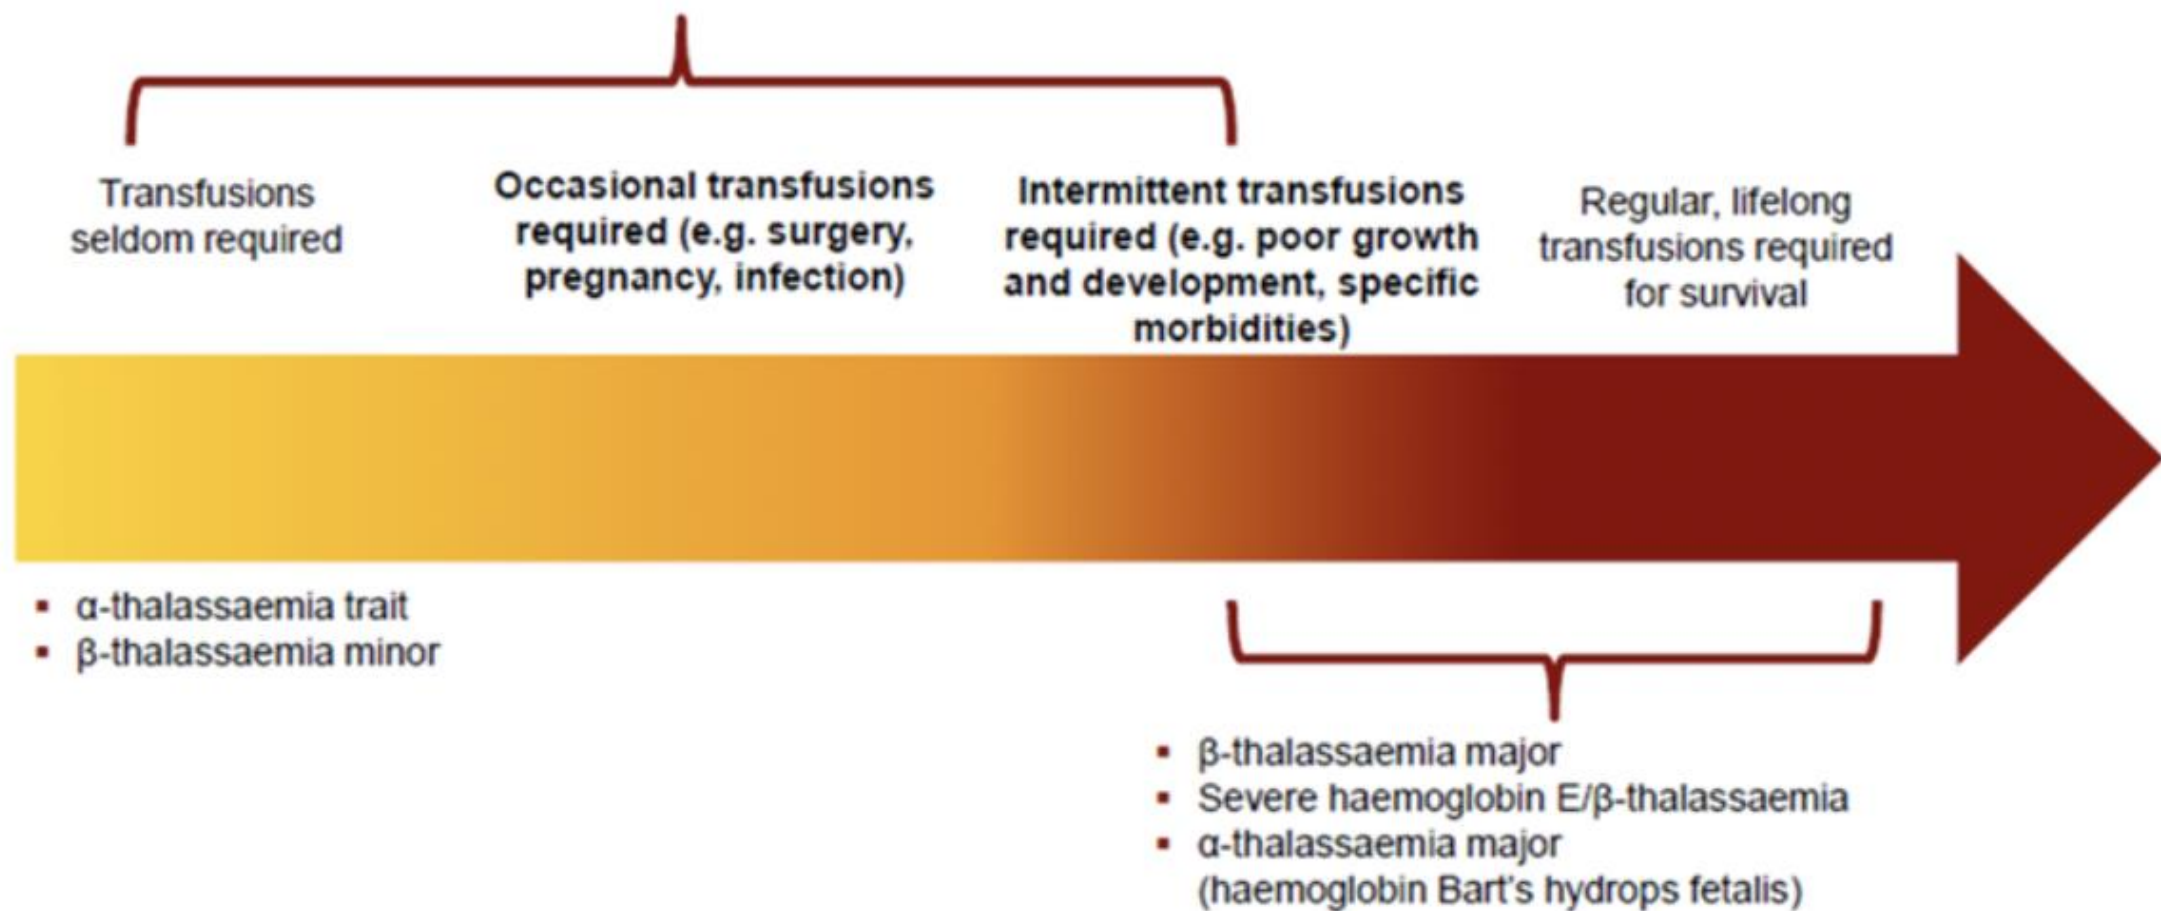 Transfusions
seldom required
Occasional transfusions
required (e.g. surgery,
pregnancy, infection)
Intermittent transfusions
required (e.g. poor growth
and development, specific
morbidities)
Regular, lifelong
transfusions required
for survival
▪ α-thalassaemia trait
▪ β-thalassaemia minor
▪ β-thalassaemia major
▪ Severe haemoglobin E/β-thalassaemia
▪ α-thalassaemia major
(haemoglobin Bart's hydrops fetalis)